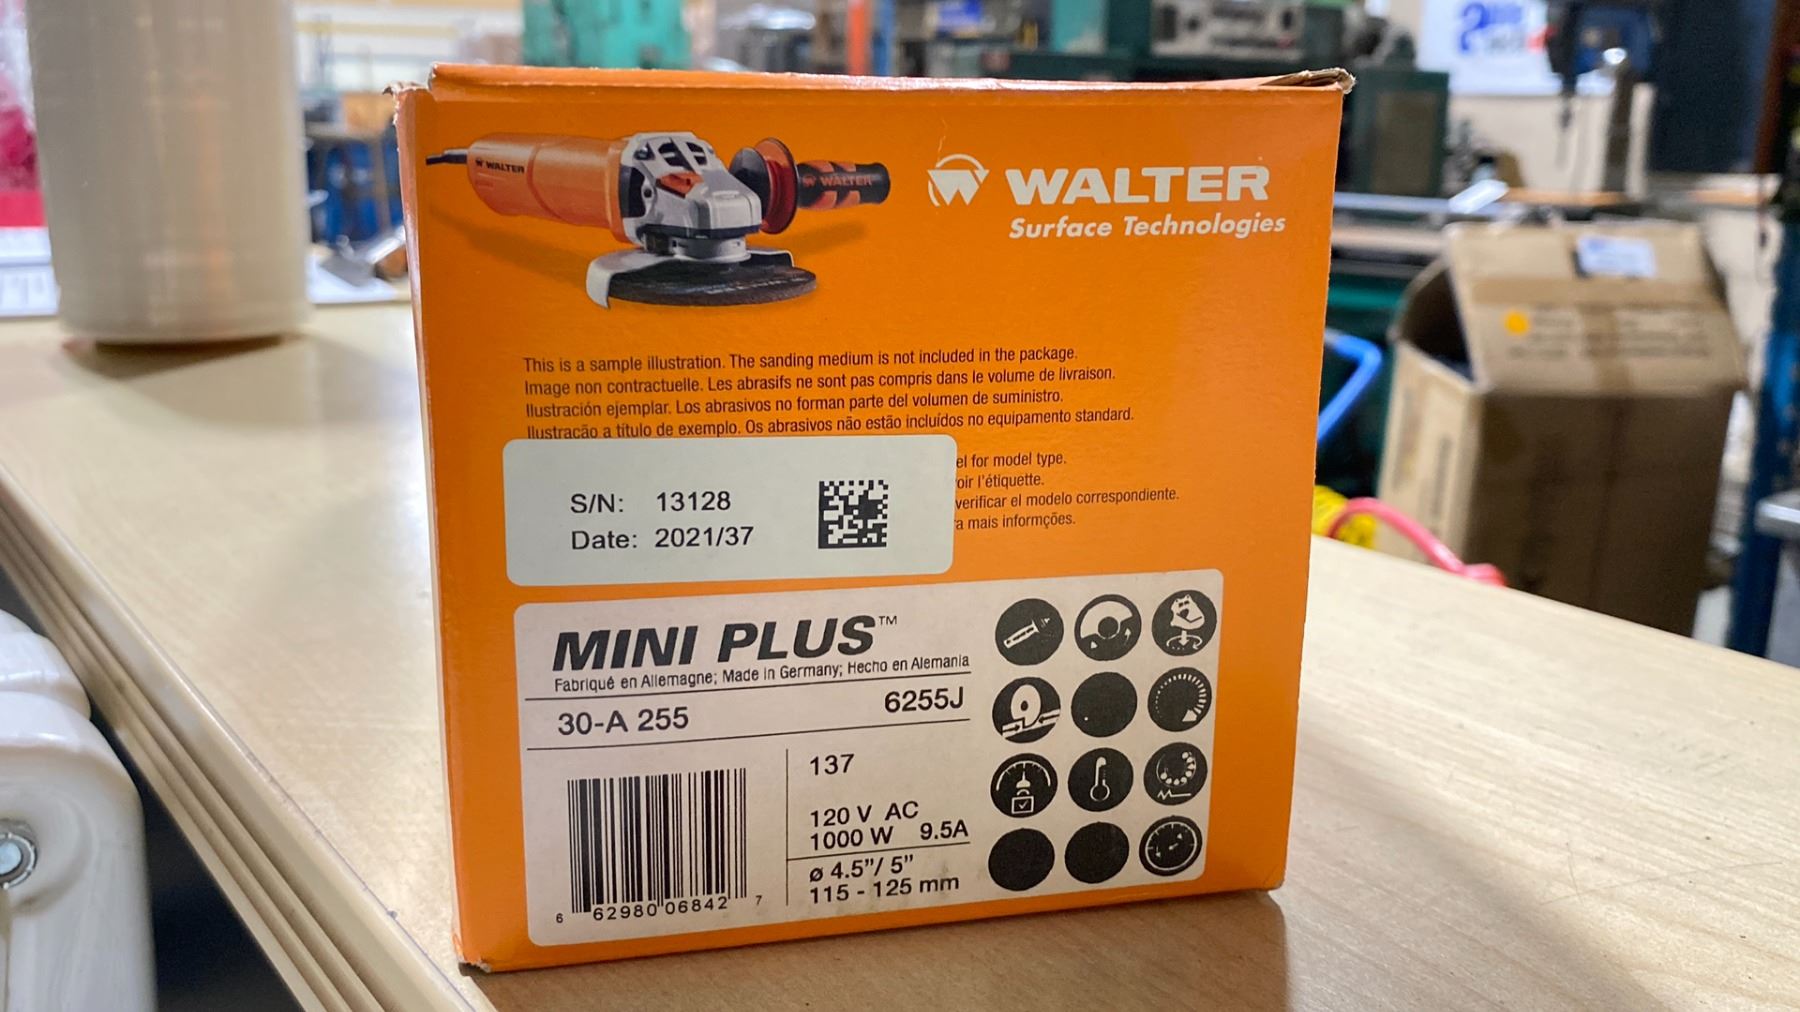 WALTER
WALTER
WALTER
Surface Technologies
This is a sample illustration. The sanding medium is not included in the package.
Image non contractuelle. Les abrasifs ne sont pas compris dans le volume de livraison.
Ilustración ejemplar. Los abrasivos no forman parte del volumen de suministro.
Ilustração a título de exemplo. Os abrasivos não estão incluídos no equipamento standard.
el for model type.
oir l'étiquette.
verificar el modelo correspondiente.
a mais informções.
S/N: 13128
Date: 2021/37
MINI PLUS™
Fabriqué en Allemagne; Made in Germany; Hecho en Alemania
30-A 255 6255J
137
120 V AC
1000 W 9.5A
ø 4.5”/ 5”
115 - 125 mm
6 62980 06842 7